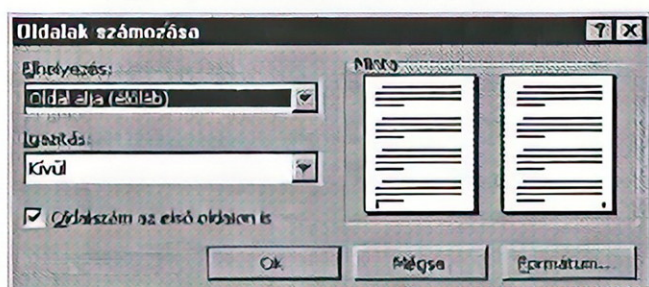 Oldalak számozása
Elhelyezés:
Oldal alja (élőláb)
Igazítás:
Kívül
Oldalszám az első oldalon is
Minta
Ok
Mégse
Formátum...